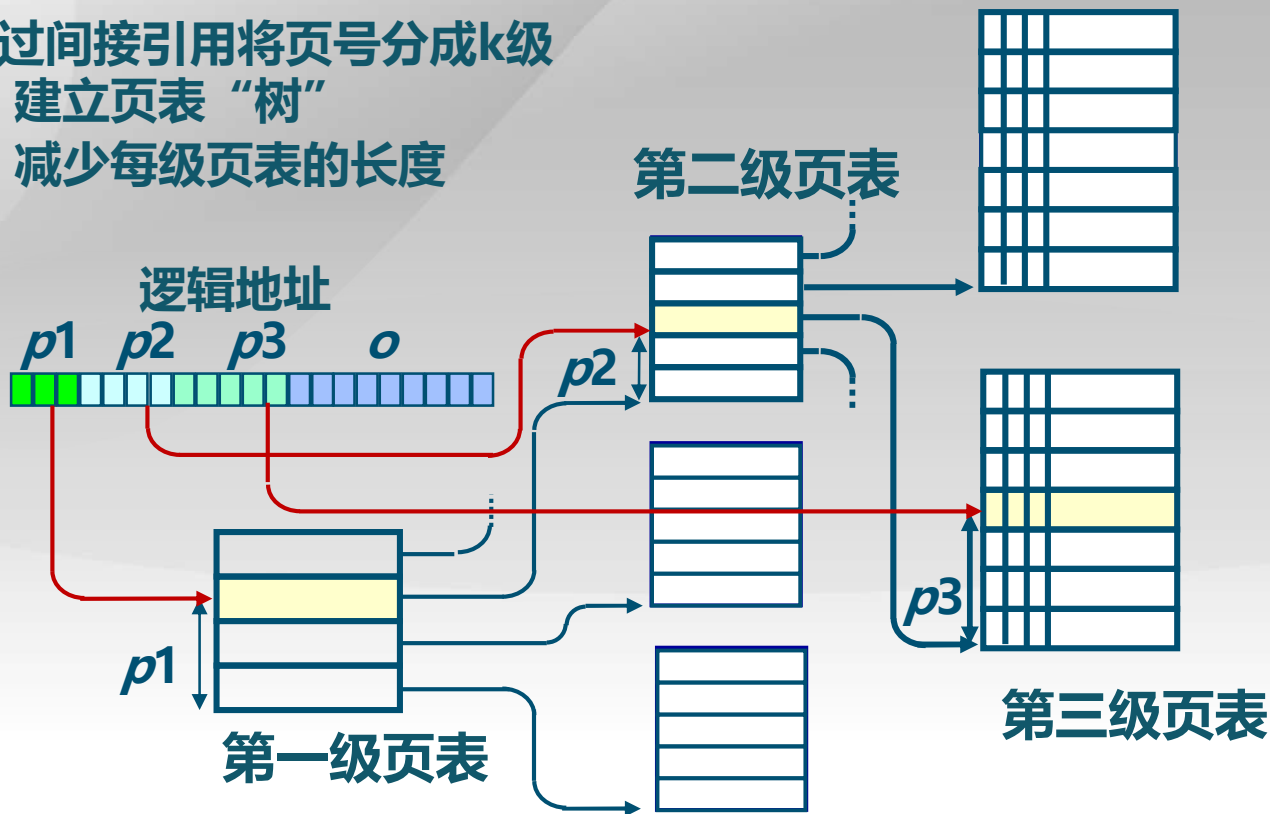 过间接引用将页号分成k级
建立页表“树”
减少每级页表的长度
第二级页表
逻辑地址
p1 p2 p3 o
p2
p3
p1
第三级页表
第一级页表